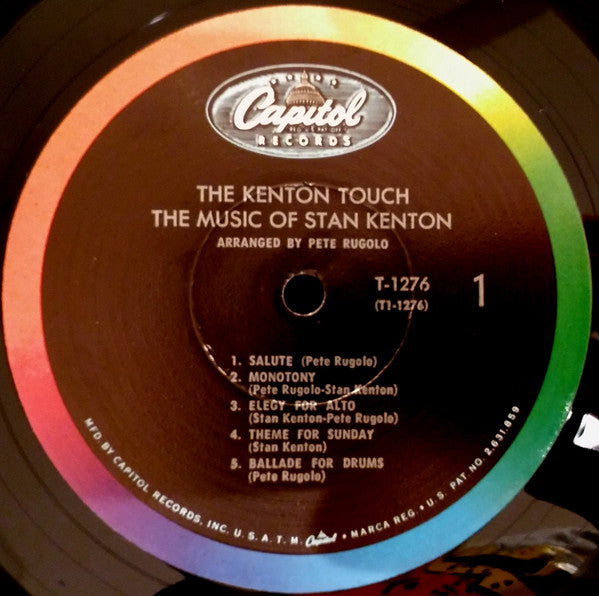 Capitol
RECORDS
THE KENTON TOUCH
THE MUSIC OF STAN KENTON
ARRANGED BY PETE RUGOLO
T-1276
(T1-1276)
1
1. SALUTE (Pete Rugolo)
2. MONOTONY
(Pete Rugolo-Stan Kenton)
3. ELEGY FOR ALTO
(Stan Kenton-Pete Rugolo)
4. THEME FOR SUNDAY
(Stan Kenton)
5. BALLADE FOR DRUMS
(Pete Rugolo)
MFD BY CAPITOL RECORDS, INC. U.S.A. T.M. Capitol • MARCA REG. • U.S. PAT. NO. 2,631,859